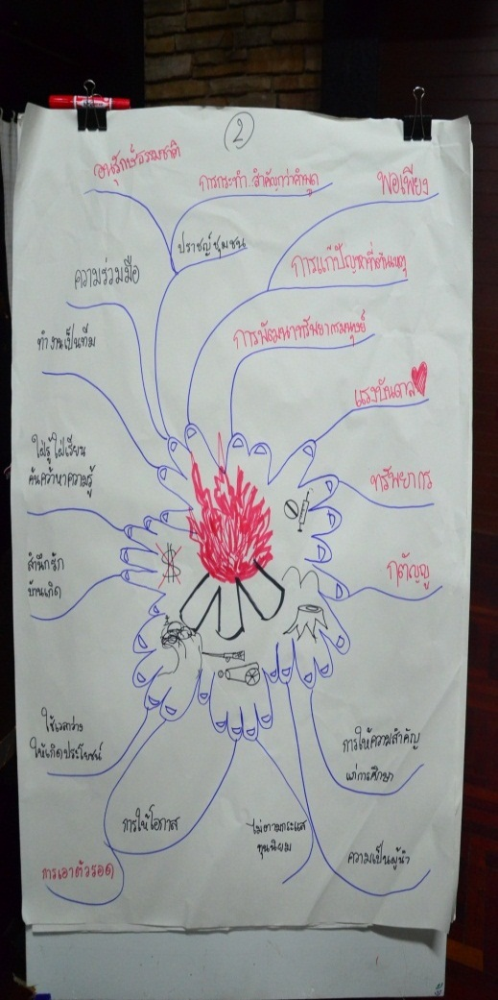 2
อนุรักษ์ธรรมชาติ
การกระทำ สำคัญกว่าคำพูด
พอเพียง
ปราชญ์ชุมชน
ความร่วมมือ
การแก้ปัญหาที่ต้นเหตุ
ทำงานเป็นทีม
การพัฒนาทรัพยากรมนุษย์
แรงบันดาล
ใฝ่รู้ ใฝ่เรียน
ค้นคว้าหาความรู้
ทรัพยากร
สำนึกรัก
บ้านเกิด
กตัญญู
$
ใช้เวลาว่าง
ให้เกิดประโยชน์
การให้ความสำคัญ
แก่การศึกษา
การให้โอกาส
ไม่ตามกระแส
ทุนนิยม
ความเป็นผู้นำ
การเอาตัวรอด